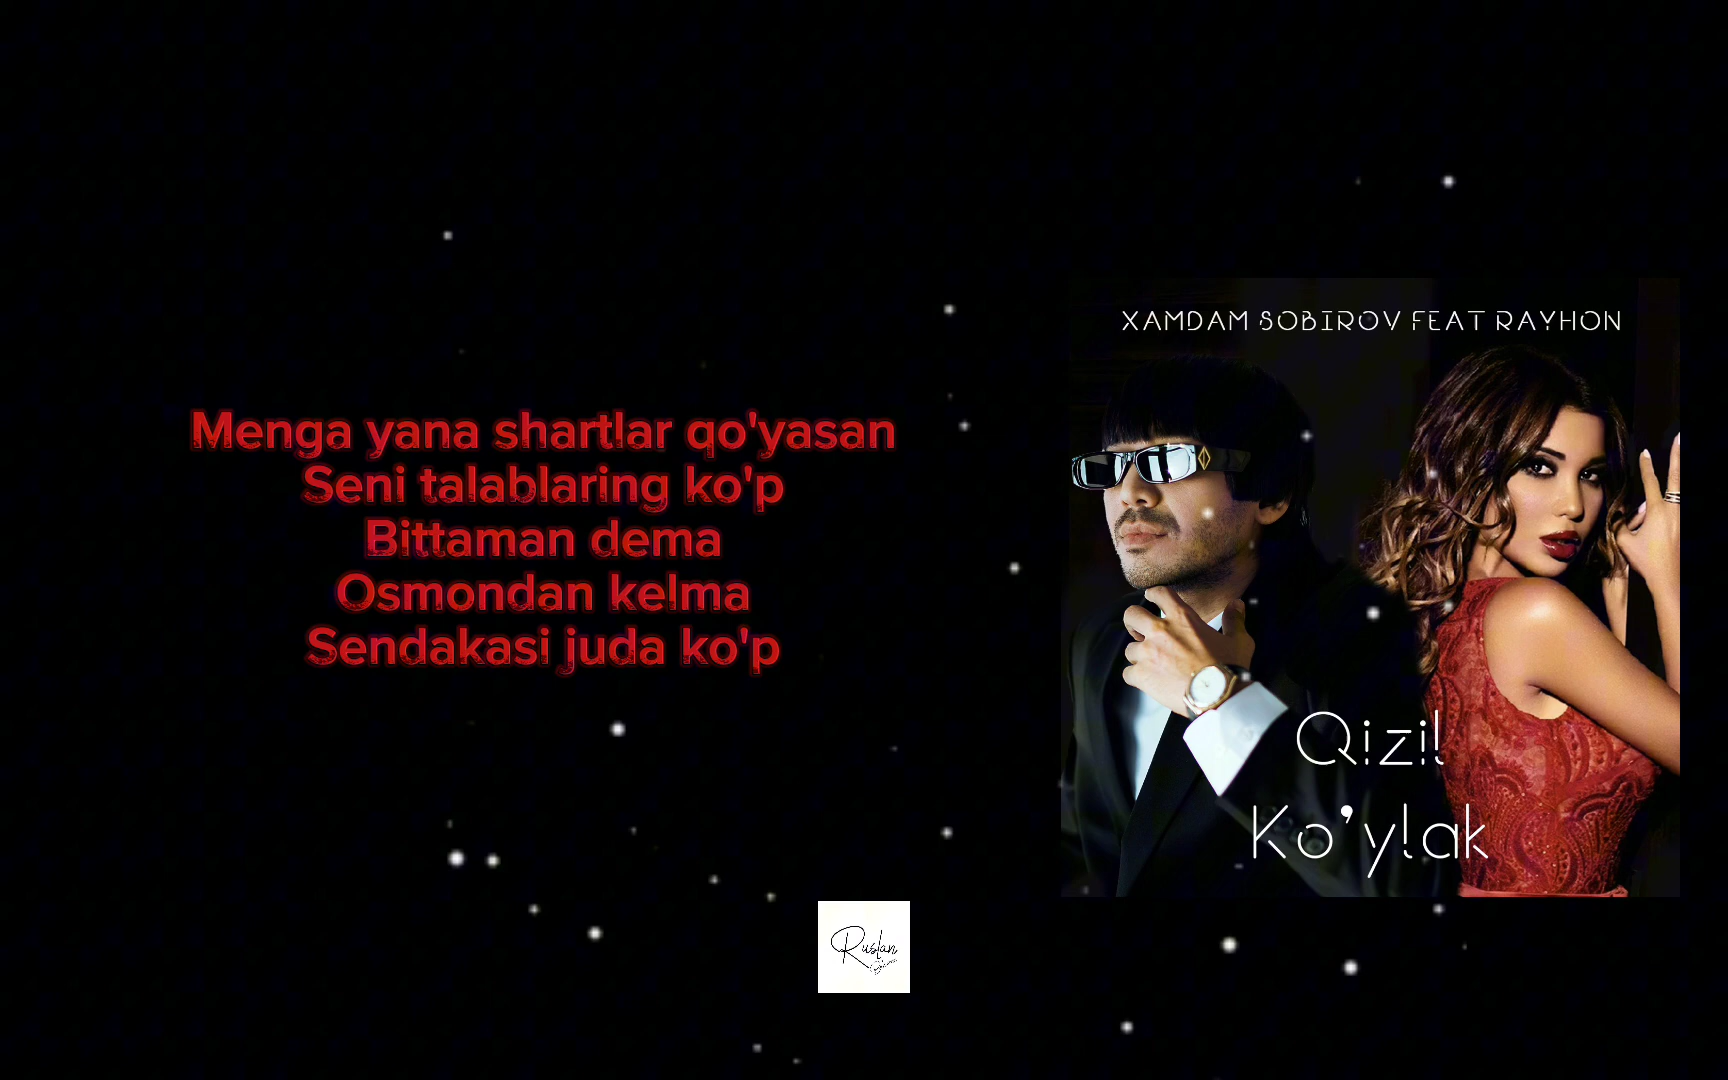 Menga yana shartlar qo'yasan
Seni talablaring ko'p
Bittaman dema
Osmondan kelma
Sendakasi juda ko'p
XAMDAM SOBIROV FEAT RAYHON
Qizil
Ko'ylak
Ruslan